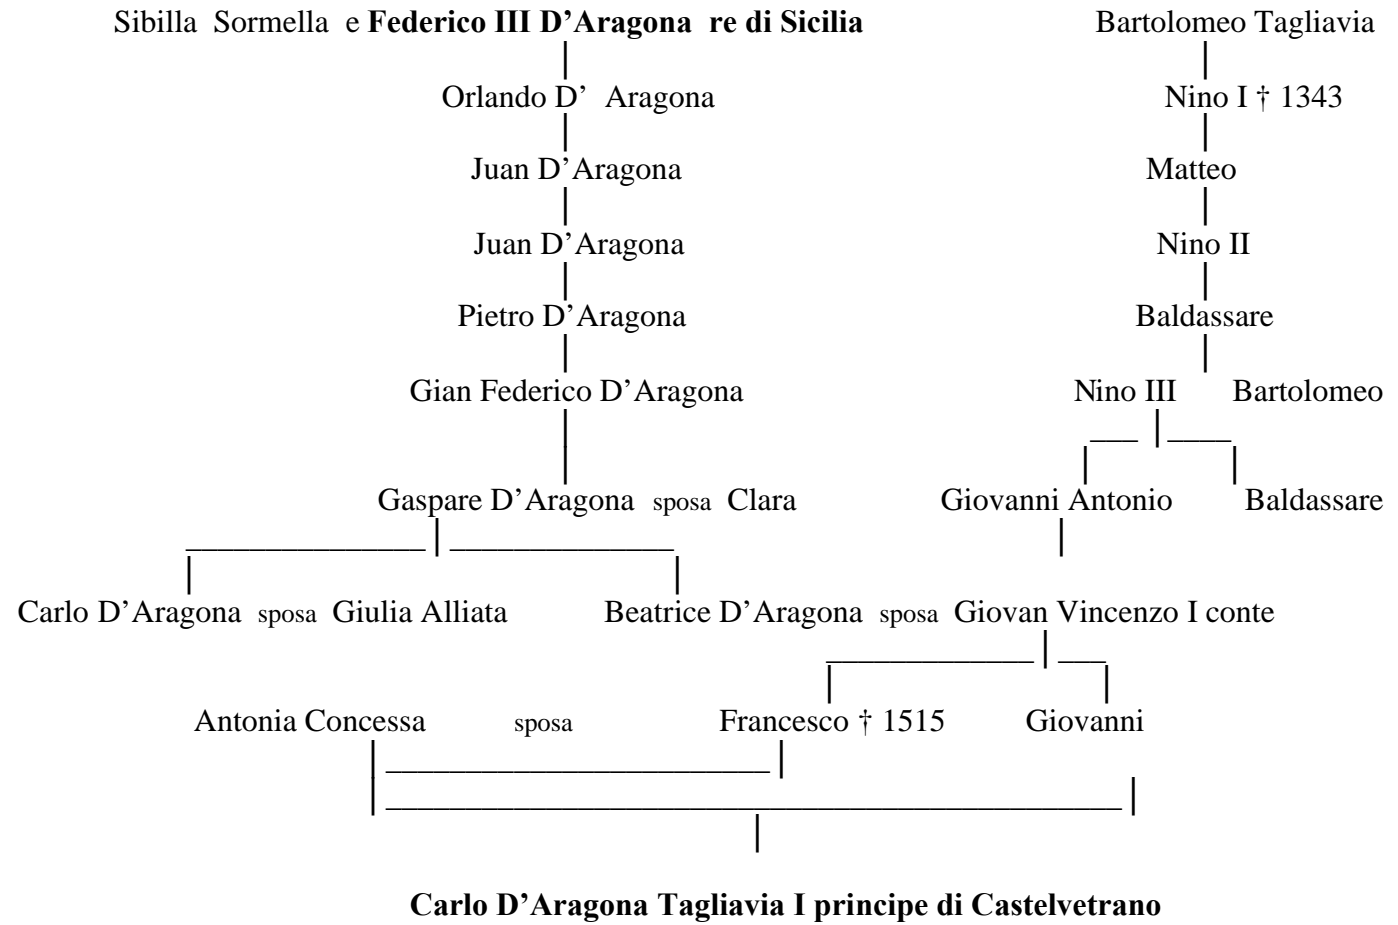 Sibilla Sormella e Federico III D’Aragona re di Sicilia Bartolomeo Tagliavia
Orlando D’ Aragona Nino I † 1343
Juan D’Aragona Matteo
Juan D’Aragona Nino II
Pietro D’Aragona Baldassare
Gian Federico D’Aragona Nino III Bartolomeo
Gaspare D’Aragona sposa Clara Giovanni Antonio Baldassare
Carlo D’Aragona sposa Giulia Alliata Beatrice D’Aragona sposa Giovan Vincenzo I conte
Antonia Concessa sposa Francesco † 1515 Giovanni
Carlo D’Aragona Tagliavia I principe di Castelvetrano